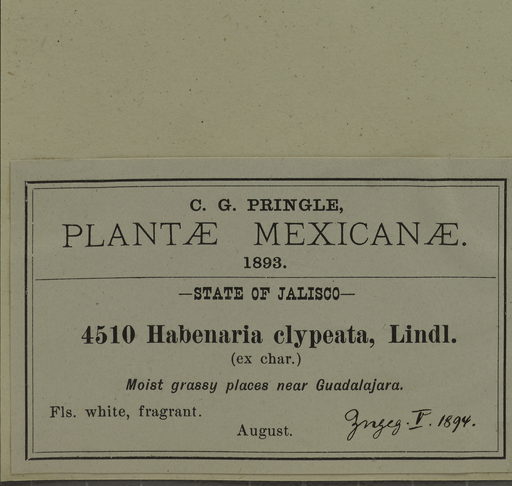 C. G. PRINGLE,
PLANTÆ MEXICANÆ.
1893.
—STATE OF JALISCO—
4510 Habenaria clypeata, Lindl.
(ex char.)
Moist grassy places near Guadalajara.
Fls. white, fragrant.
August.
V. 1894.